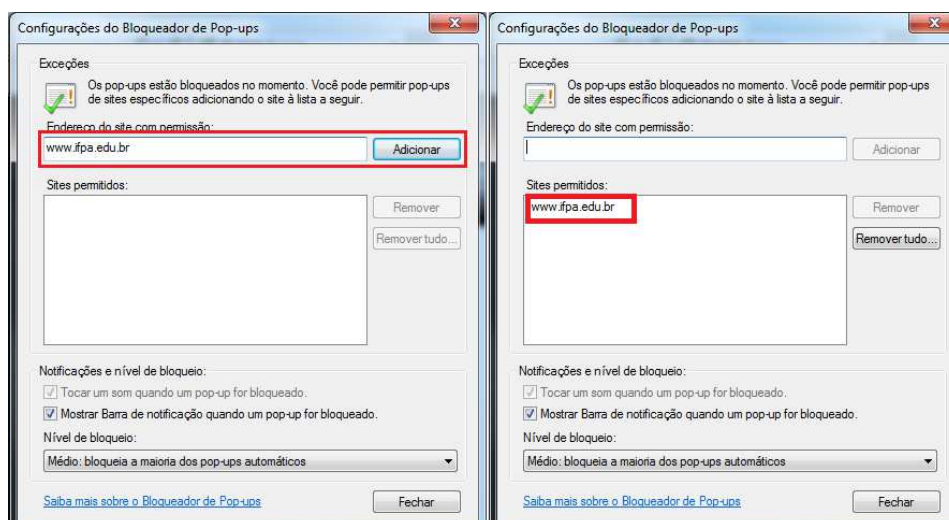 Configurações do Bloqueador de Pop-ups
Exceções
Os pop-ups estão bloqueados no momento. Você pode permitir pop-ups
de sites específicos adicionando o site à lista a seguir.
Endereço do site com permissão:
www.ifpa.edu.br
Adicionar
Sites permitidos:
Remover
Remover tudo...
Notificações e nível de bloqueio:
Tocar um som quando um pop-up for bloqueado.
Mostrar Barra de notificação quando um pop-up for bloqueado.
Nível de bloqueio:
Médio: bloqueia a maioria dos pop-ups automáticos
Saiba mais sobre o Bloqueador de Pop-ups
Fechar
Configurações do Bloqueador de Pop-ups
Exceções
Os pop-ups estão bloqueados no momento. Você pode permitir pop-ups
de sites específicos adicionando o site à lista a seguir.
Endereço do site com permissão:
Adicionar
Sites permitidos:
www.ifpa.edu.br
Remover
Remover tudo...
Notificações e nível de bloqueio:
Tocar um som quando um pop-up for bloqueado.
Mostrar Barra de notificação quando um pop-up for bloqueado.
Nível de bloqueio:
Médio: bloqueia a maioria dos pop-ups automáticos
Saiba mais sobre o Bloqueador de Pop-ups
Fechar